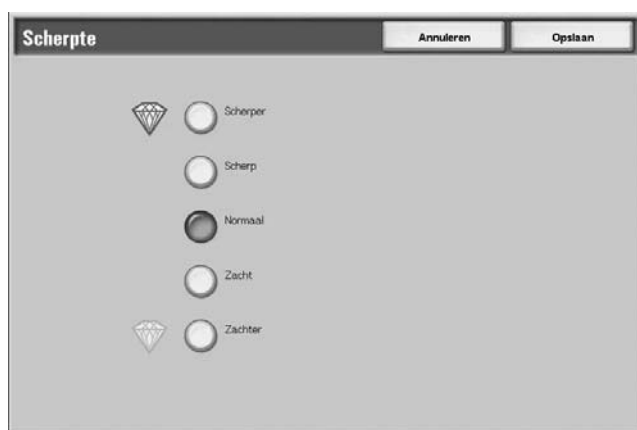 Scherpte
Annuleren
Opslaan
Scherper
Scherp
Normaal
Zacht
Zachter